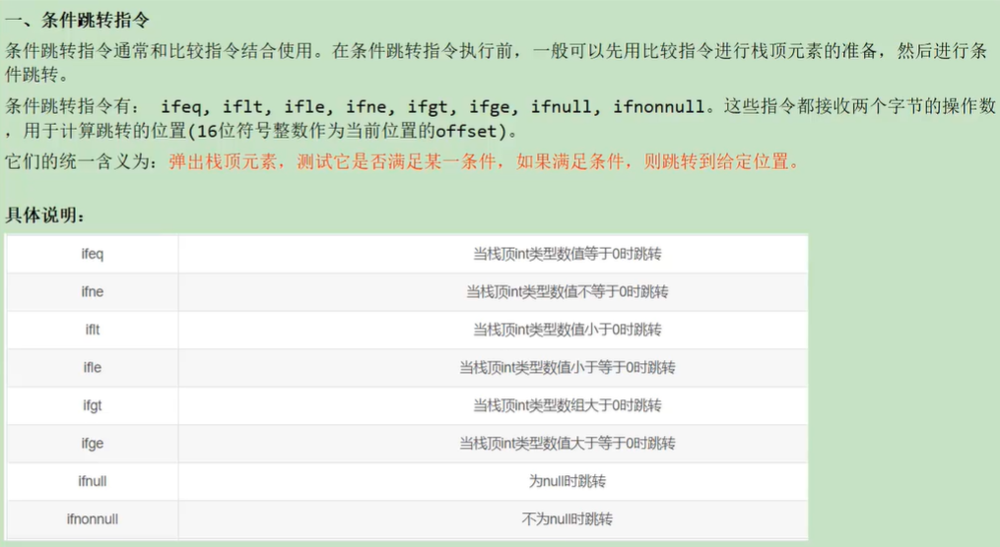 一、条件跳转指令
条件跳转指令通常和比较指令结合使用。在条件跳转指令执行前，一般可以先用比较指令进行栈顶元素的准备，然后进行条
件跳转。
条件跳转指令有： ifeq, iflt, ifle, ifne, ifgt, ifge, ifnull, ifnonnull。这些指令都接收两个字节的操作数
，用于计算跳转的位置(16位符号整数作为当前位置的offset)。
它们的统一含义为：弹出栈顶元素，测试它是否满足某一条件，如果满足条件，则跳转到给定位置。
具体说明：
ifeq 当栈顶int类型数值等于0时跳转
ifne 当栈顶int类型数值不等于0时跳转
iflt 当栈顶int类型数值小于0时跳转
ifle 当栈顶int类型数值小于等于0时跳转
ifgt 当栈顶int类型数组大于0时跳转
ifge 当栈顶int类型数值大于等于0时跳转
ifnull 为null时跳转
ifnonnull 不为null时跳转